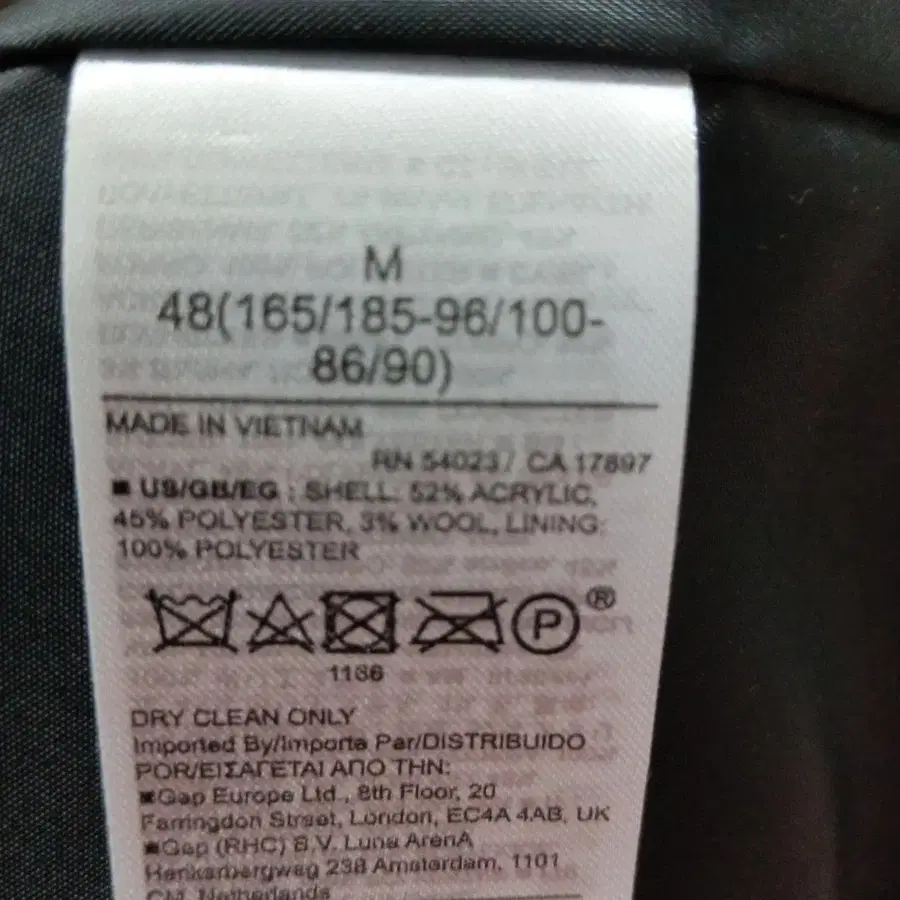 M
48(165/185-96/100-
86/90)
MADE IN VIETNAM
RN 54023/ CA 17897
■ US/GB/EG : SHELL: 52% ACRYLIC,
45% POLYESTER, 3% WOOL, LINING:
100% POLYESTER
P ®
1186
DRY CLEAN ONLY
Imported By/Importe Par/DISTRIBUIDO
POR/ΕΙΣΑΓΕΤΑΙ ΑΠΟ ΤΗΝ:
■Gap Europe Ltd., 8th Floor, 20
Farringdon Street, London, EC4A 4AB, UK
■Gap (RHC) B.V. Luna ArenA
Herikerbergweg 238 Amsterdam, 1101
CM, Netherlands